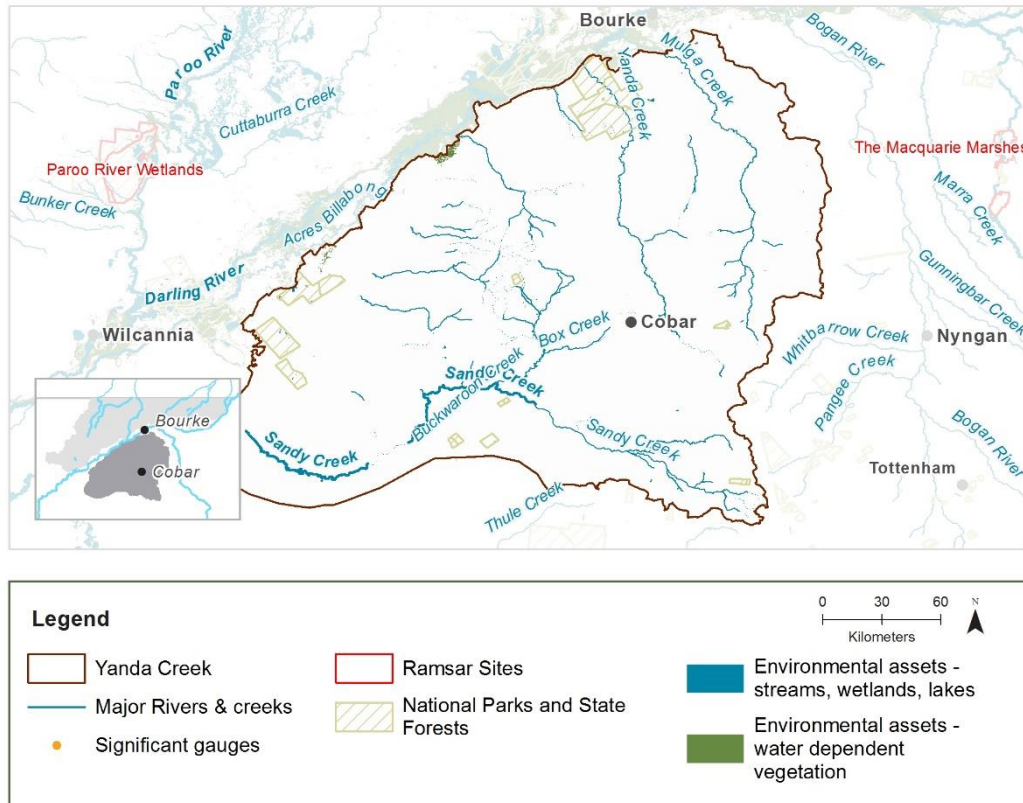 Bourke
Bogan River
Paroo River
Mulga Creek
Yanda Creek
Cuttaburra Creek
Paroo River Wetlands
The Macquarie Marshes
Bunker Creek
Marra Creek
Acres Billabong
Darling River
Gunningbar Creek
Wilcannia
Cobar
Box Creek
Whitbarrow Creek
Nyngan
Sandy Creek
Buckwaroon Creek
Pangee Creek
Sandy Creek
Sandy Creek
Bogan River
Tottenham
Thule Creek
Bourke
Cobar
Legend
0 30 60
Kilometers
N
Yanda Creek
Major Rivers & creeks
Significant gauges
Ramsar Sites
National Parks and State
Forests
Environmental assets -
streams, wetlands, lakes
Environmental assets -
water dependent
vegetation